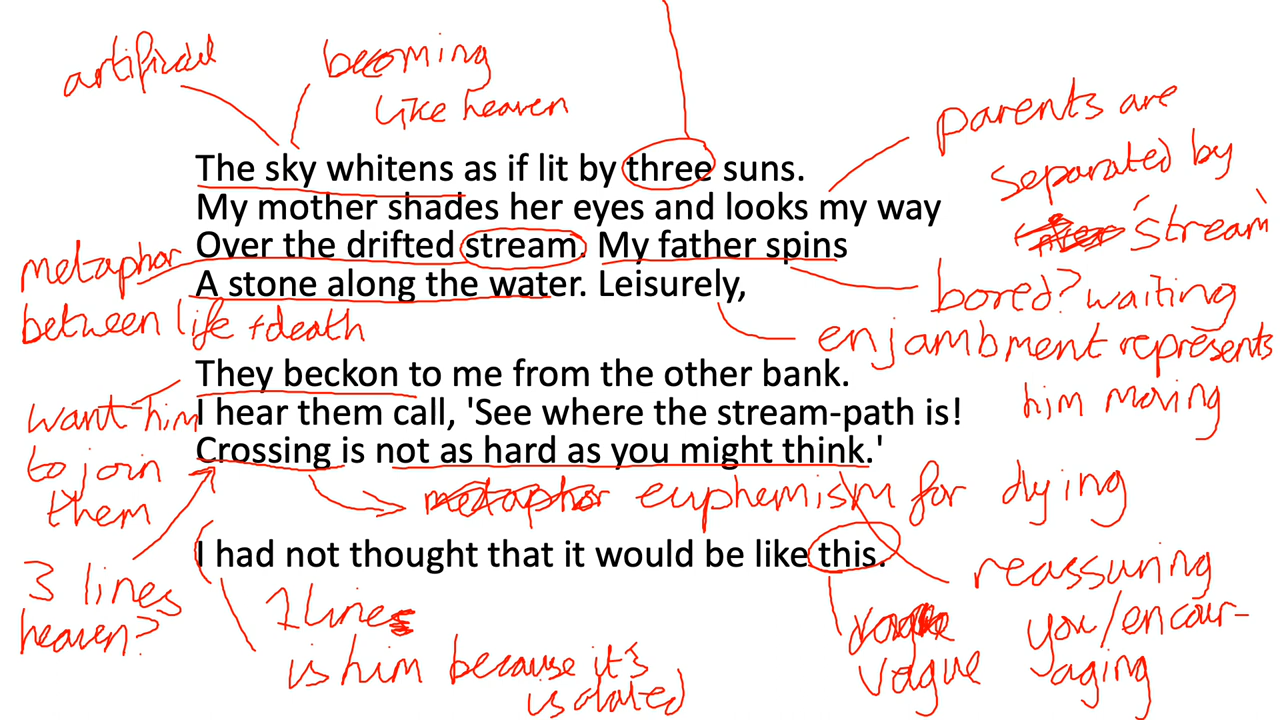 artificial
becoming
like heaven
The sky whitens as if lit by three suns.
My mother shades her eyes and looks my way
Over the drifted stream. My father spins
A stone along the water. Leisurely,
parents are
separated by
'stream'
metaphor
between life + death
bored? waiting
enjambment represents
him moving
They beckon to me from the other bank.
I hear them call, 'See where the stream-path is!
Crossing is not as hard as you might think.'
want him
to join
them
metaphor euphemism for dying
3 lines
heaven?
I had not thought that it would be like this.
1 line
is him because it's
isolated
reassuring
you/encour-
aging
vague